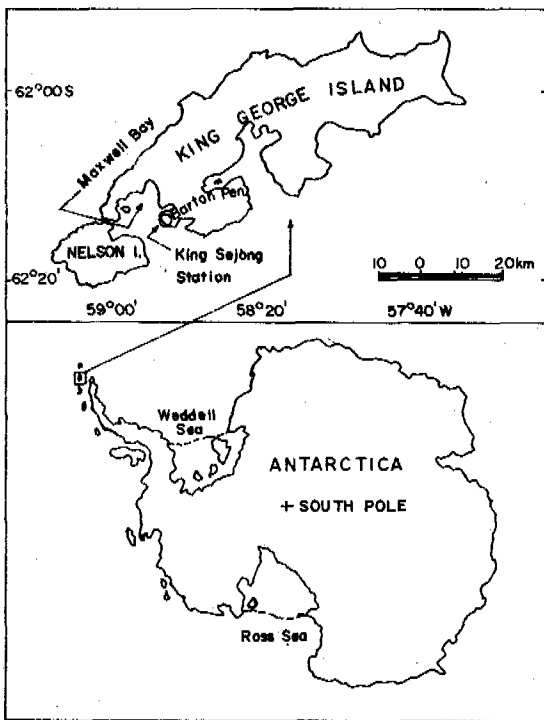 62°00'S
KING GEORGE ISLAND
Maxwell Bay
Barton Pen.
NELSON I.
King Sejong
Station
62°20'
10 0 10 20km
59°00' 58°20' 57°40'W
Weddell
Sea
ANTARCTICA
+ SOUTH POLE
Ross Sea